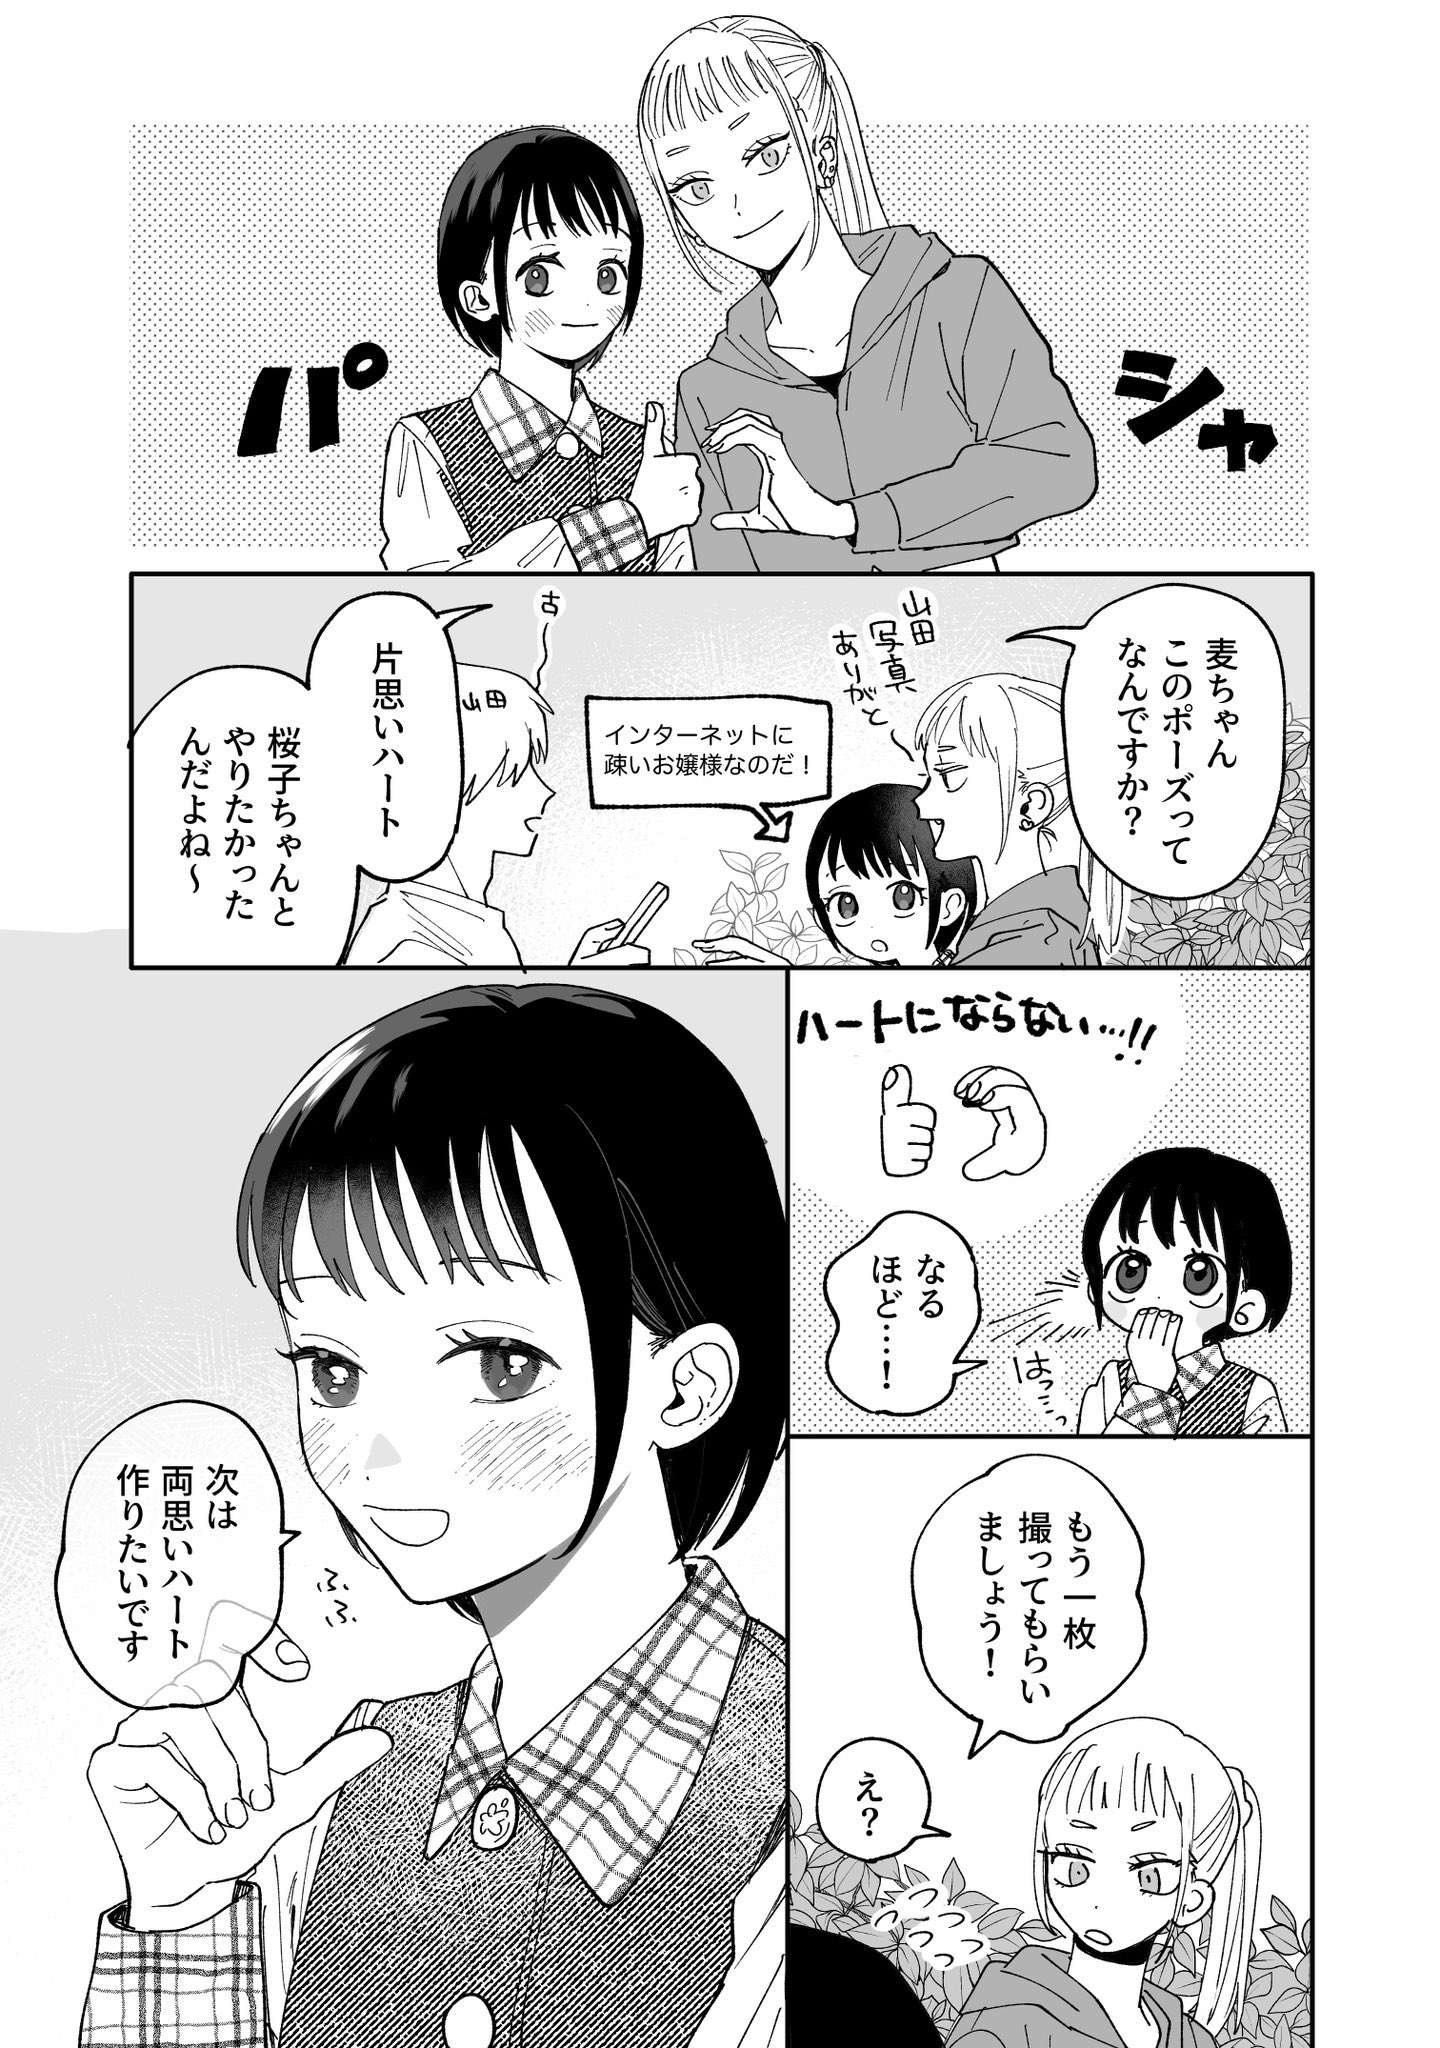 パシャ
麦ちゃん
このポーズって
なんですか？
山田
写真
ありがと
インターネットに
疎いお嬢様なのだ！
古
山田
片思いハート
桜子ちゃんと
やりたかった
んだよね〜
ハートにならない…!!
なる
ほど……！
はっ…
もう一枚
撮ってもらい
ましょう！
え？
次は
両思いハート
作りたいです
ふふ